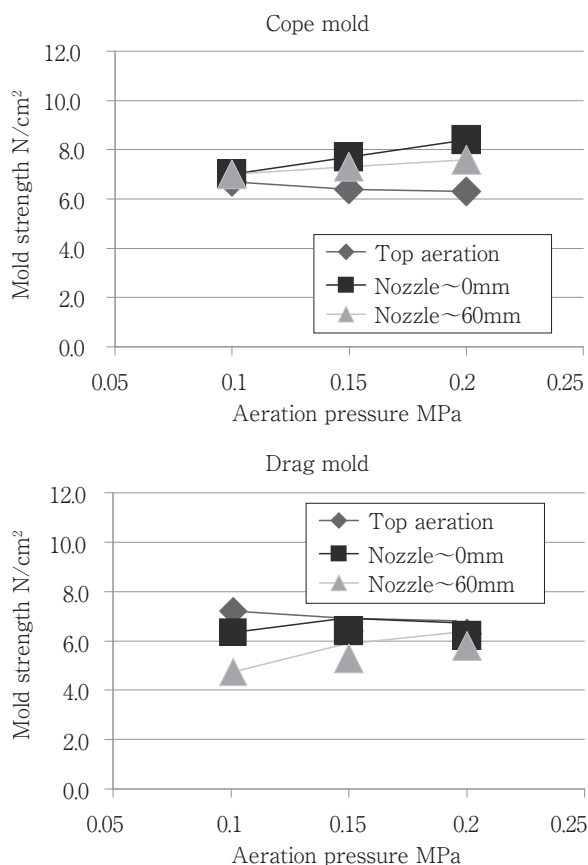 Cope mold
12.0
10.0
8.0
6.0
4.0
2.0
0.0
Mold strength N/cm²
Top aeration
Nozzle~0mm
Nozzle~60mm
0.05 0.1 0.15 0.2 0.25
Aeration pressure MPa
Drag mold
12.0
10.0
8.0
6.0
4.0
2.0
0.0
Mold strength N/cm²
Top aeration
Nozzle~0mm
Nozzle~60mm
0.05 0.1 0.15 0.2 0.25
Aeration pressure MPa